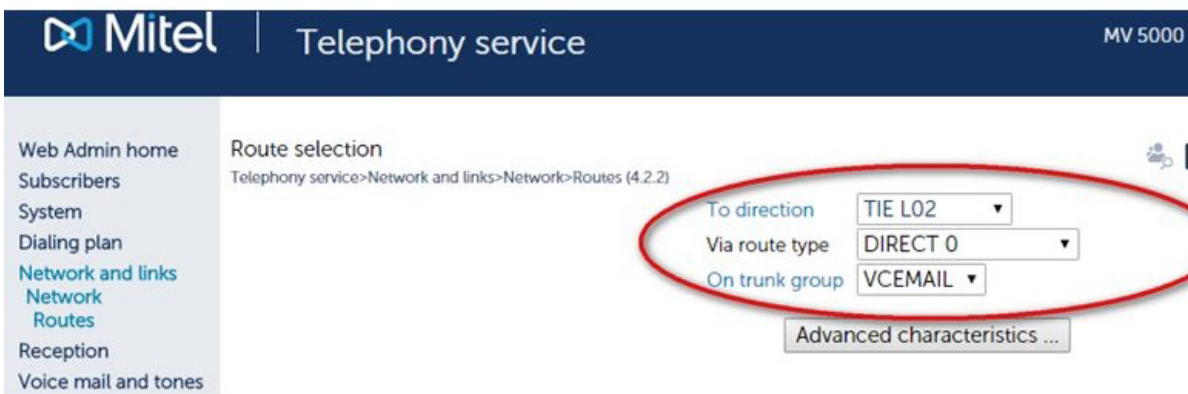 Mitel
Telephony service
MV 5000
Web Admin home
Subscribers
System
Dialing plan
Network and links
Network
Routes
Reception
Voice mail and tones
Route selection
Telephony service>Network and links>Network>Routes (4.2.2)
To direction TIE L02
Via route type DIRECT 0
On trunk group VCEMAIL
Advanced characteristics ...